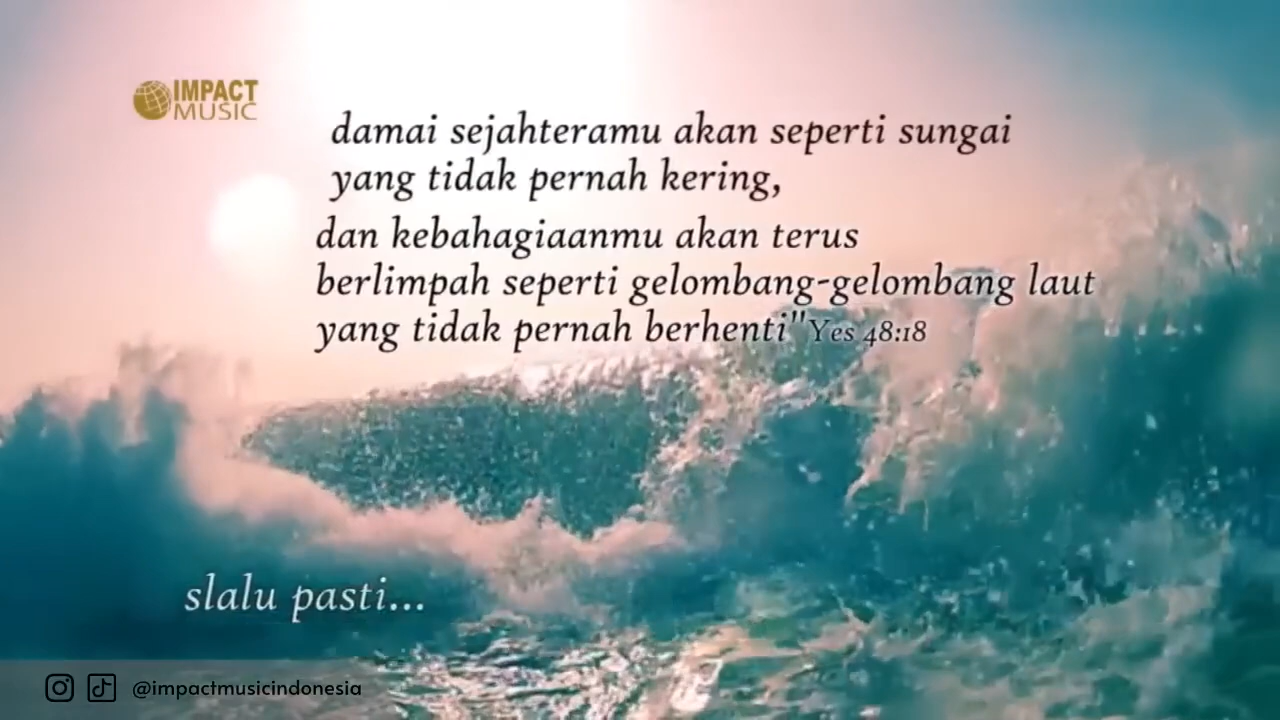 IMPACT
MUSIC
damai sejahteramu akan seperti sungai
yang tidak pernah kering,
dan kebahagiaanmu akan terus
berlimpah seperti gelombang-gelombang laut
yang tidak pernah berhenti" Yes 48:18
slalu pasti...
@impactmusicindonesia